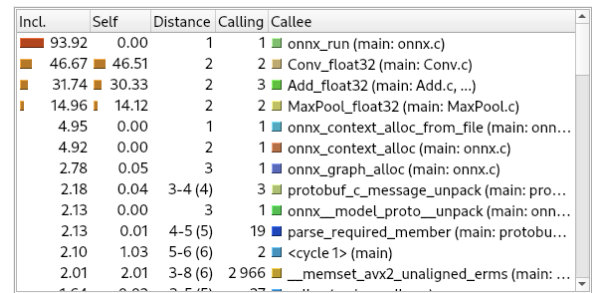 Incl. Self Distance Calling Callee
93.92 0.00 1 1 onnx_run (main: onnx.c)
46.67 46.51 2 2 Conv_float32 (main: Conv.c)
31.74 30.33 2 3 Add_float32 (main: Add.c, ...)
14.96 14.12 2 2 MaxPool_float32 (main: MaxPool.c)
4.95 0.00 1 1 onnx_context_alloc_from_file (main: onn...
4.92 0.00 2 1 onnx_context_alloc (main: onnx.c)
2.78 0.05 3 1 onnx_graph_alloc (main: onnx.c)
2.18 0.04 3-4 (4) 3 protobuf_c_message_unpack (main: pro...
2.13 0.00 3 1 onnx__model_proto__unpack (main: onn...
2.13 0.01 4-5 (5) 19 parse_required_member (main: protobu...
2.10 1.03 5-6 (6) 2 <cycle 1> (main)
2.01 2.01 3-8 (6) 2 966 __memset_avx2_unaligned_erms (main: ...